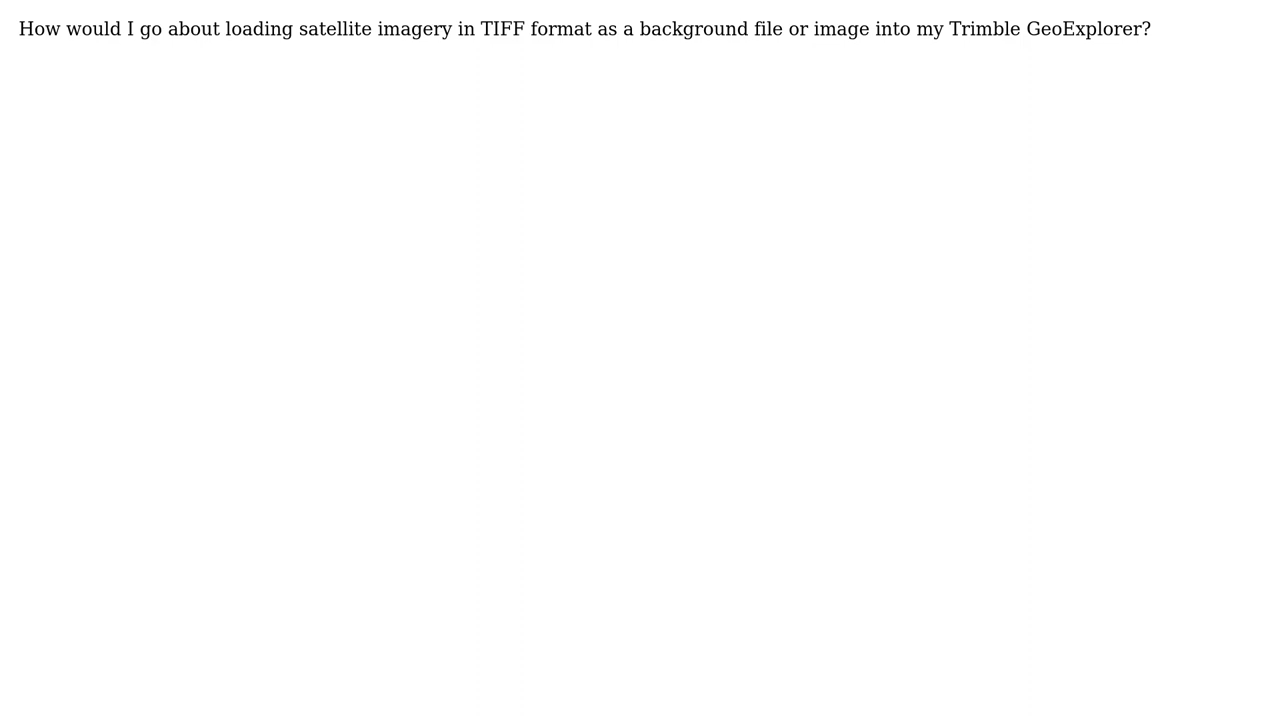 How would I go about loading satellite imagery in TIFF format as a background file or image into my Trimble GeoExplorer?